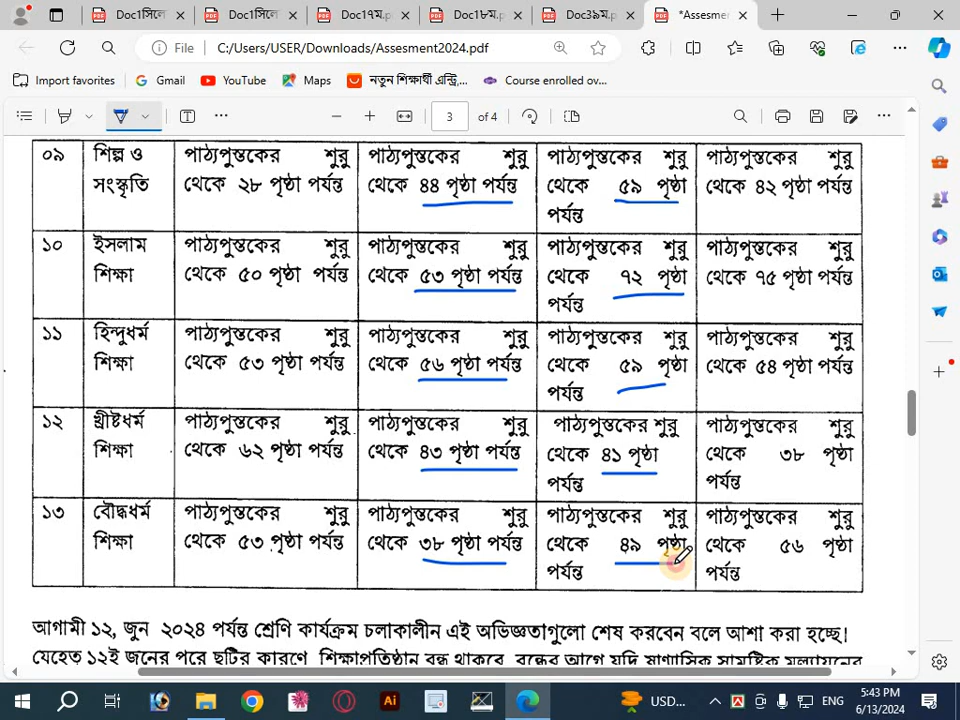 Doc1সিলে
Doc1সিলে
Doc১৭ম.p
Doc১৮ম.p
Doc৩৯ম.p
*Assesmen
File
C:/Users/USER/Downloads/Assesment2024.pdf
Import favorites
Gmail
YouTube
Maps
নতুন শিক্ষার্থী এন্ট্রি,...
Course enrolled ov...
3 of 4
০৯ শিল্প ও সংস্কৃতি পাঠ্যপুস্তকের শুরু থেকে ২৮ পৃষ্ঠা পর্যন্ত পাঠ্যপুস্তকের শুরু থেকে ৪৪ পৃষ্ঠা পর্যন্ত পাঠ্যপুস্তকের শুরু থেকে ৫৯ পৃষ্ঠা পর্যন্ত পাঠ্যপুস্তকের শুরু থেকে ৪২ পৃষ্ঠা পর্যন্ত
১০ ইসলাম শিক্ষা পাঠ্যপুস্তকের শুরু থেকে ৫০ পৃষ্ঠা পর্যন্ত পাঠ্যপুস্তকের শুরু থেকে ৫৩ পৃষ্ঠা পর্যন্ত পাঠ্যপুস্তকের শুরু থেকে ৭২ পৃষ্ঠা পর্যন্ত পাঠ্যপুস্তকের শুরু থেকে ৭৫ পৃষ্ঠা পর্যন্ত
১১ হিন্দুধর্ম শিক্ষা পাঠ্যপুস্তকের শুরু থেকে ৫৩ পৃষ্ঠা পর্যন্ত পাঠ্যপুস্তকের শুরু থেকে ৫৬ পৃষ্ঠা পর্যন্ত পাঠ্যপুস্তকের শুরু থেকে ৫৯ পৃষ্ঠা পর্যন্ত পাঠ্যপুস্তকের শুরু থেকে ৫৪ পৃষ্ঠা পর্যন্ত
১২ খ্রীষ্টধর্ম শিক্ষা পাঠ্যপুস্তকের শুরু থেকে ৬২ পৃষ্ঠা পর্যন্ত পাঠ্যপুস্তকের শুরু থেকে ৪৩ পৃষ্ঠা পর্যন্ত পাঠ্যপুস্তকের শুরু থেকে ৪১ পৃষ্ঠা পর্যন্ত পাঠ্যপুস্তকের শুরু থেকে ৩৮ পৃষ্ঠা পর্যন্ত
১৩ বৌদ্ধধর্ম শিক্ষা পাঠ্যপুস্তকের শুরু থেকে ৫৩ পৃষ্ঠা পর্যন্ত পাঠ্যপুস্তকের শুরু থেকে ৩৮ পৃষ্ঠা পর্যন্ত পাঠ্যপুস্তকের শুরু থেকে ৪৯ পৃষ্ঠা পর্যন্ত পাঠ্যপুস্তকের শুরু থেকে ৫৬ পৃষ্ঠা পর্যন্ত
আগামী ১২, জুন ২০২৪ পর্যন্ত শ্রেণি কার্যক্রম চলাকালীন এই অভিজ্ঞতাগুলো শেষ করবেন বলে আশা করা হচ্ছে।
যেহেতু ১২ই জুনের পরে ছুটির কারণে শিক্ষাপ্রতিষ্ঠান বন্ধ থাকবে, বন্ধের আগে যদি ষাণ্মাসিক সামষ্টিক মূল্যায়নের
USD...
ENG
5:43 PM
6/13/2024